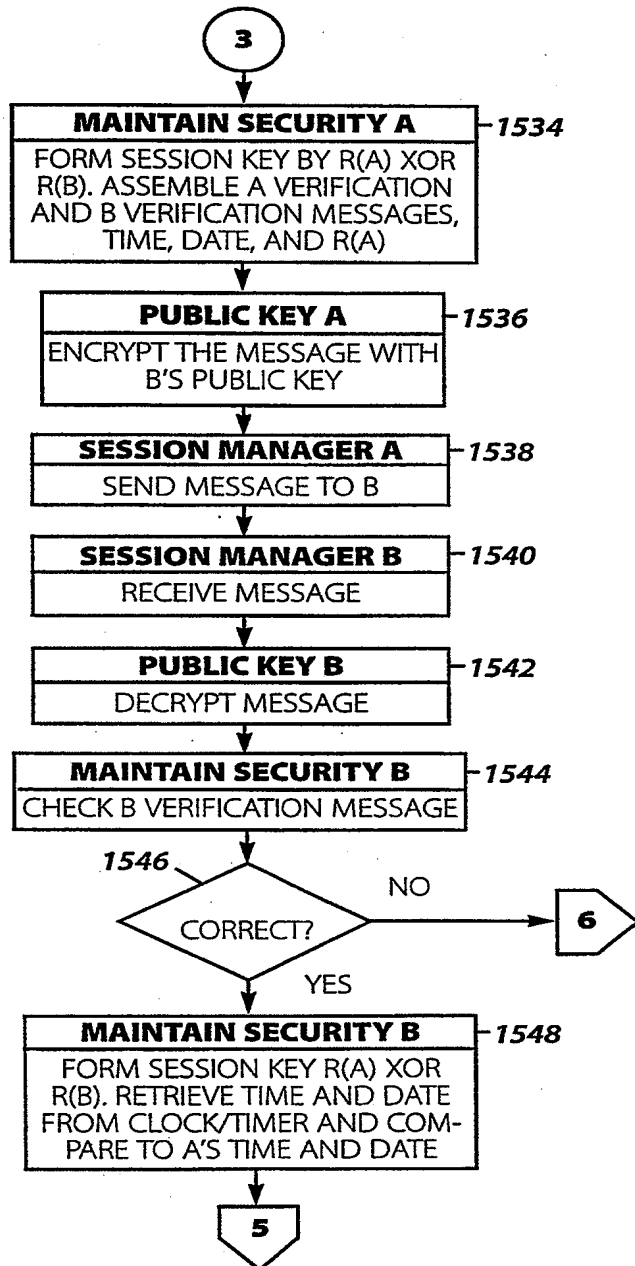 3
MAINTAIN SECURITY A
1534
FORM SESSION KEY BY R(A) XOR
R(B). ASSEMBLE A VERIFICATION
AND B VERIFICATION MESSAGES,
TIME, DATE, AND R(A)
PUBLIC KEY A
1536
ENCRYPT THE MESSAGE WITH
B'S PUBLIC KEY
SESSION MANAGER A
1538
SEND MESSAGE TO B
SESSION MANAGER B
1540
RECEIVE MESSAGE
PUBLIC KEY B
1542
DECRYPT MESSAGE
MAINTAIN SECURITY B
1544
CHECK B VERIFICATION MESSAGE
1546
CORRECT?
NO
6
YES
MAINTAIN SECURITY B
1548
FORM SESSION KEY R(A) XOR
R(B). RETRIEVE TIME AND DATE
FROM CLOCK/TIMER AND COM-
PARE TO A'S TIME AND DATE
5